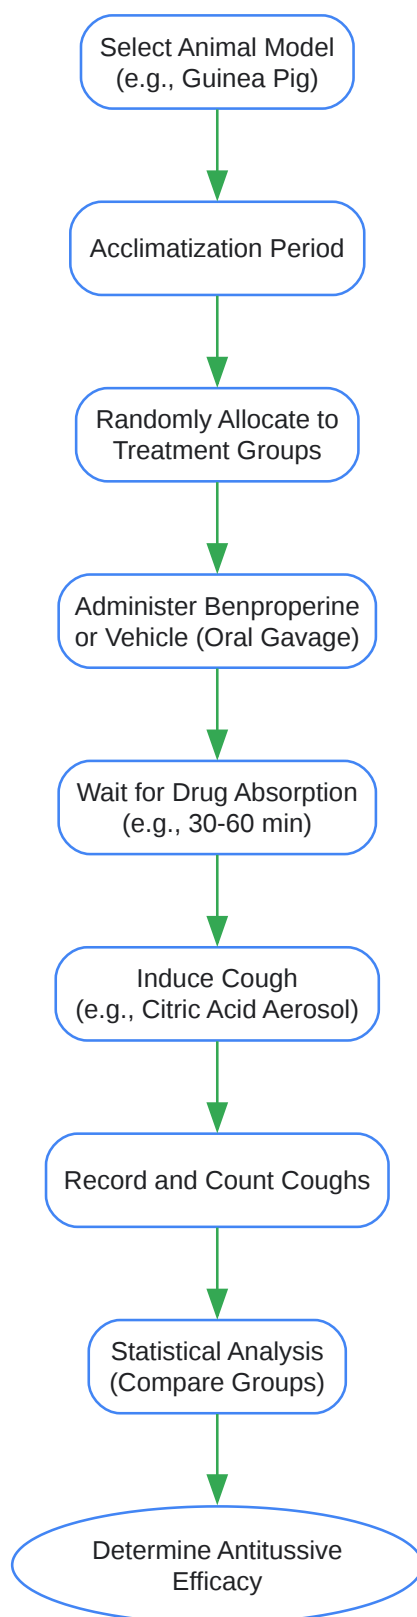 Select Animal Model
(e.g., Guinea Pig)
Acclimatization Period
Randomly Allocate to
Treatment Groups
Administer Benproperine
or Vehicle (Oral Gavage)
Wait for Drug Absorption
(e.g., 30-60 min)
Induce Cough
(e.g., Citric Acid Aerosol)
Record and Count Coughs
Statistical Analysis
(Compare Groups)
Determine Antitussive
Efficacy